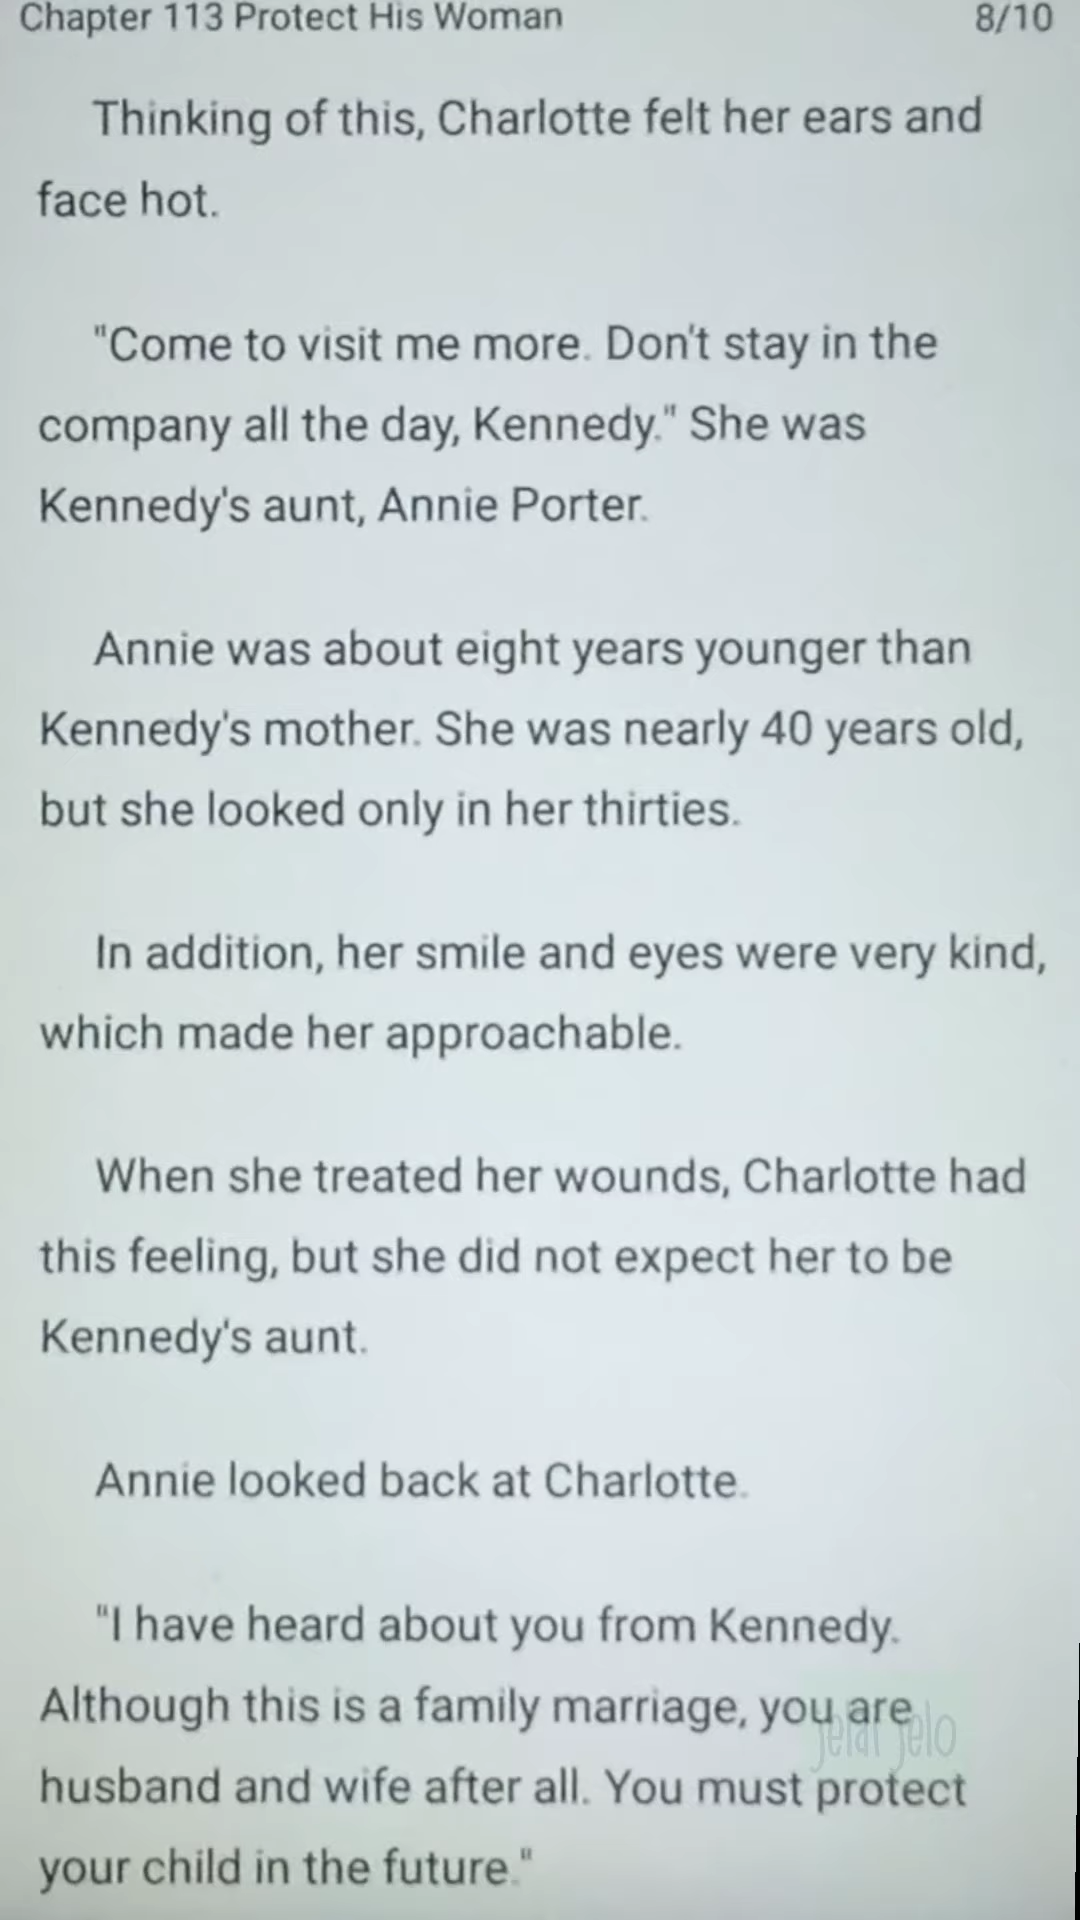 Chapter 113 Protect His Woman 8/10
Thinking of this, Charlotte felt her ears and
face hot.
"Come to visit me more. Don't stay in the
company all the day, Kennedy." She was
Kennedy's aunt, Annie Porter.
Annie was about eight years younger than
Kennedy's mother. She was nearly 40 years old,
but she looked only in her thirties.
In addition, her smile and eyes were very kind,
which made her approachable.
When she treated her wounds, Charlotte had
this feeling, but she did not expect her to be
Kennedy's aunt.
Annie looked back at Charlotte.
"I have heard about you from Kennedy.
Although this is a family marriage, you are
husband and wife after all. You must protect
your child in the future."